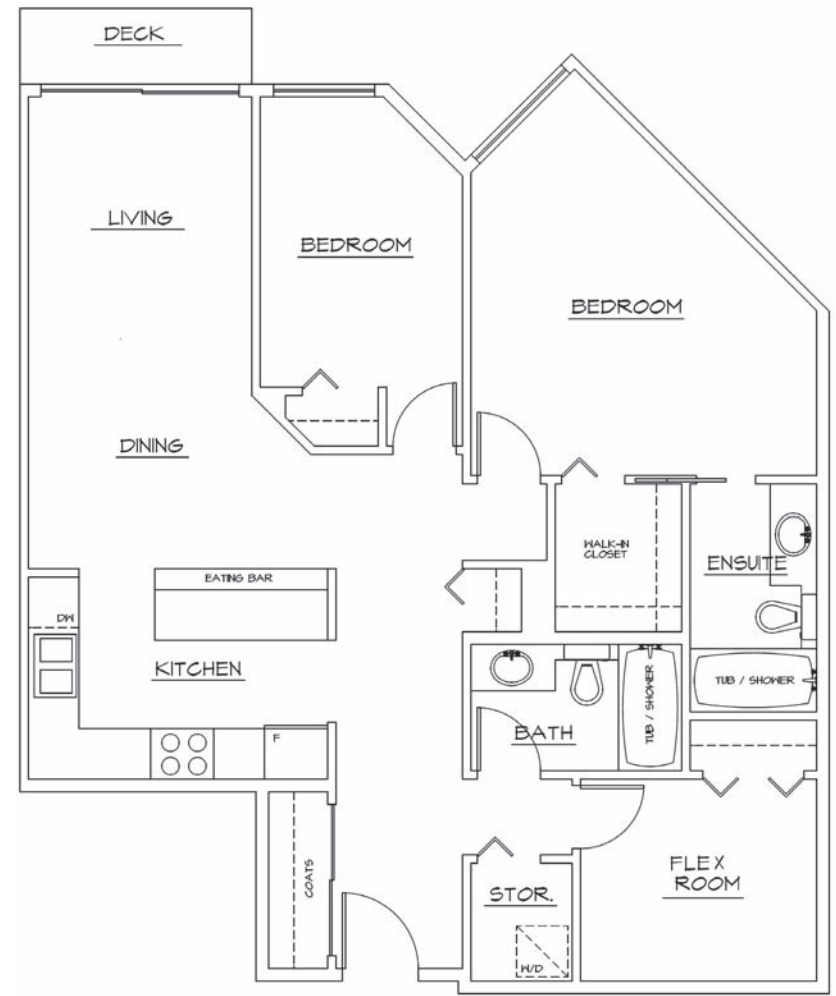 DECK
LIVING
BEDROOM
BEDROOM
DINING
WALK-IN
CLOSET
ENSUITE
EATING BAR
DW
KITCHEN
TUB / SHOWER
TUB / SHOWER
BATH
F
COATS
FLEX
ROOM
STOR.
W/D